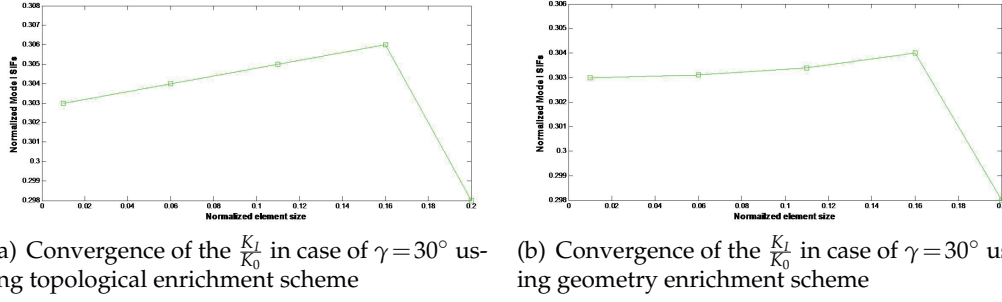 0.308
0.307
0.306
0.305
0.304
0.303
0.302
0.301
0.3
0.299
0.298
Normalized Mode I SIFs
0 0.02 0.04 0.06 0.08 0.1 0.12 0.14 0.16 0.18 0.2
Normalized element size
0.306
0.305
0.304
0.303
0.302
0.301
0.3
0.299
0.298
Normalized Mode I SIFs
0 0.02 0.04 0.06 0.08 0.1 0.12 0.14 0.16 0.18 0.2
Normalized element size
a) Convergence of the K_I/K_0 in case of γ=30° us-
ng topological enrichment scheme
(b) Convergence of the K_I/K_0 in case of γ=30° us
ing geometry enrichment scheme